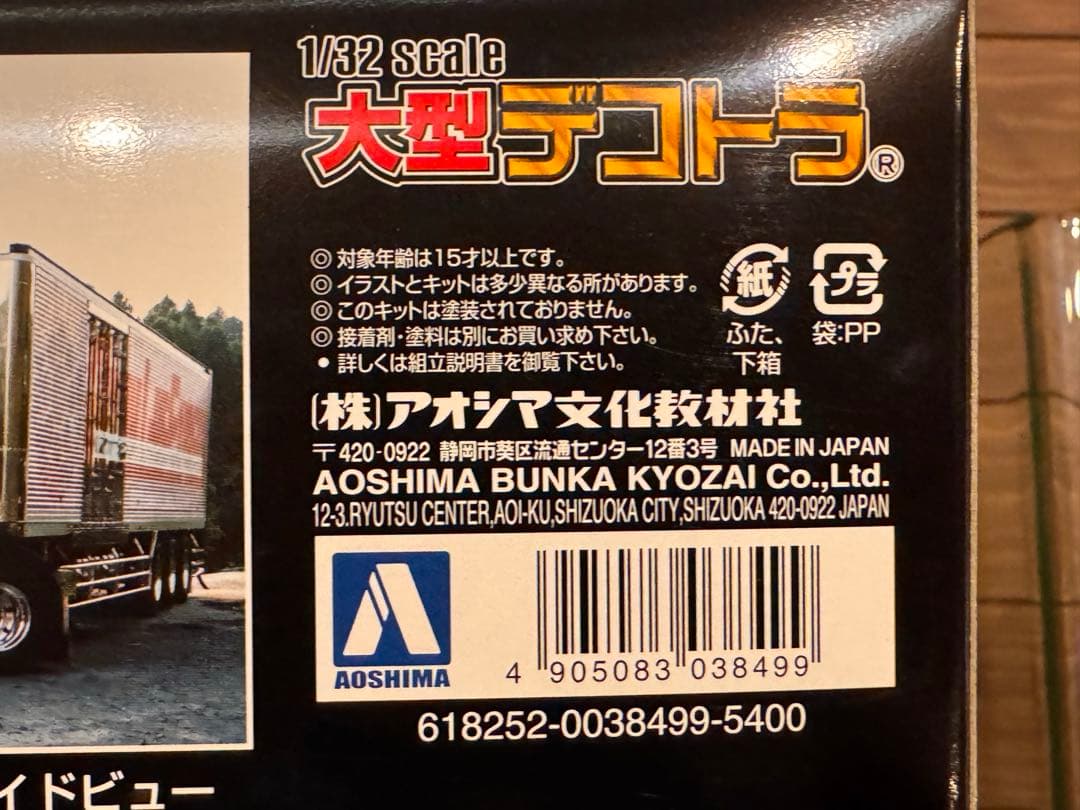 1/32 scale
大型デコトラ®
◎ 対象年齢は15才以上です。
◎ イラストとキットは多少異なる所があります。
◎ このキットは塗装されておりません。
◎ 接着剤・塗料は別にお買い求め下さい。
● 詳しくは組立説明書を御覧下さい。
紙
ふた、
下箱
プラ
袋:PP
(株)アオシマ文化教材社
〒420-0922 静岡市葵区流通センター12番3号 MADE IN JAPAN
AOSHIMA BUNKA KYOZAI Co.,Ltd.
12-3.RYUTSU CENTER,AOI-KU,SHIZUOKA CITY,SHIZUOKA 420-0922 JAPAN
AOSHIMA
4 905083 038499
618252-0038499-5400
イドビュー